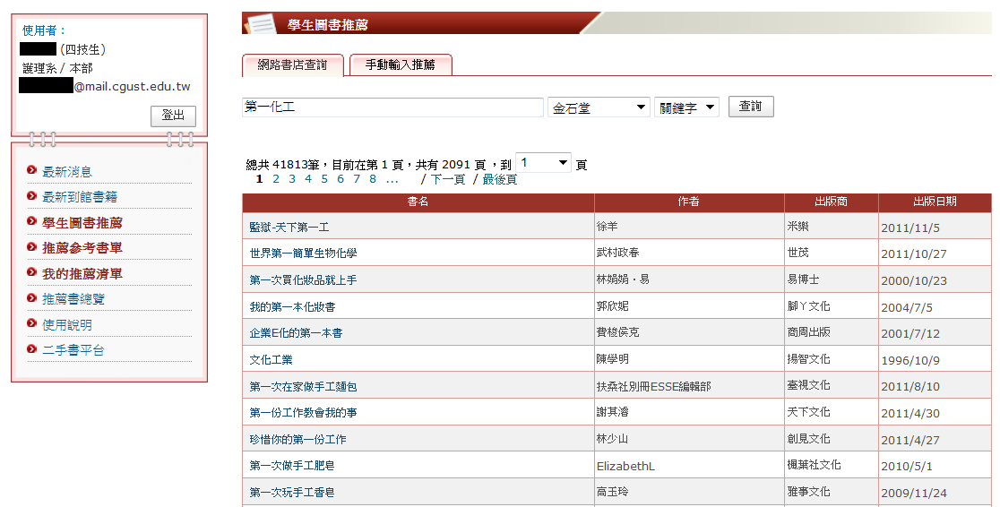 使用者：
(四技生)
護理系 / 本部
@mail.cgust.edu.tw
登出
最新消息
最新到館書籍
學生圖書推薦
推薦參考書單
我的推薦清單
推薦書總覽
使用說明
二手書平台
學生圖書推薦
網路書店查詢 手動輸入推薦
第一化工 金石堂 關鍵字 查詢
總共 41813筆，目前在第 1 頁，共有 2091 頁 ，到 1 頁
1 2 3 4 5 6 7 8 ... / 下一頁 / 最後頁
書名 作者 出版商 出版日期
監獄-天下第一工 徐羊 米樂 2011/11/5
世界第一簡單生物化學 武村政春 世茂 2011/10/27
第一次買化妝品就上手 林娟娟．易 易博士 2000/10/23
我的第一本化妝書 郭欣妮 腳丫文化 2004/7/5
企業E化的第一本書 費梭侯克 商周出版 2001/7/12
文化工業 陳學明 揚智文化 1996/10/9
第一次在家做手工麵包 扶桑社別冊ESSE編輯部 臺視文化 2011/8/10
第一份工作教會我的事 謝其濬 天下文化 2011/4/30
珍惜你的第一份工作 林少山 創見文化 2011/4/27
第一次做手工肥皂 ElizabethL 楓葉社文化 2010/5/1
第一次玩手工香皂 高玉玲 雅事文化 2009/11/24